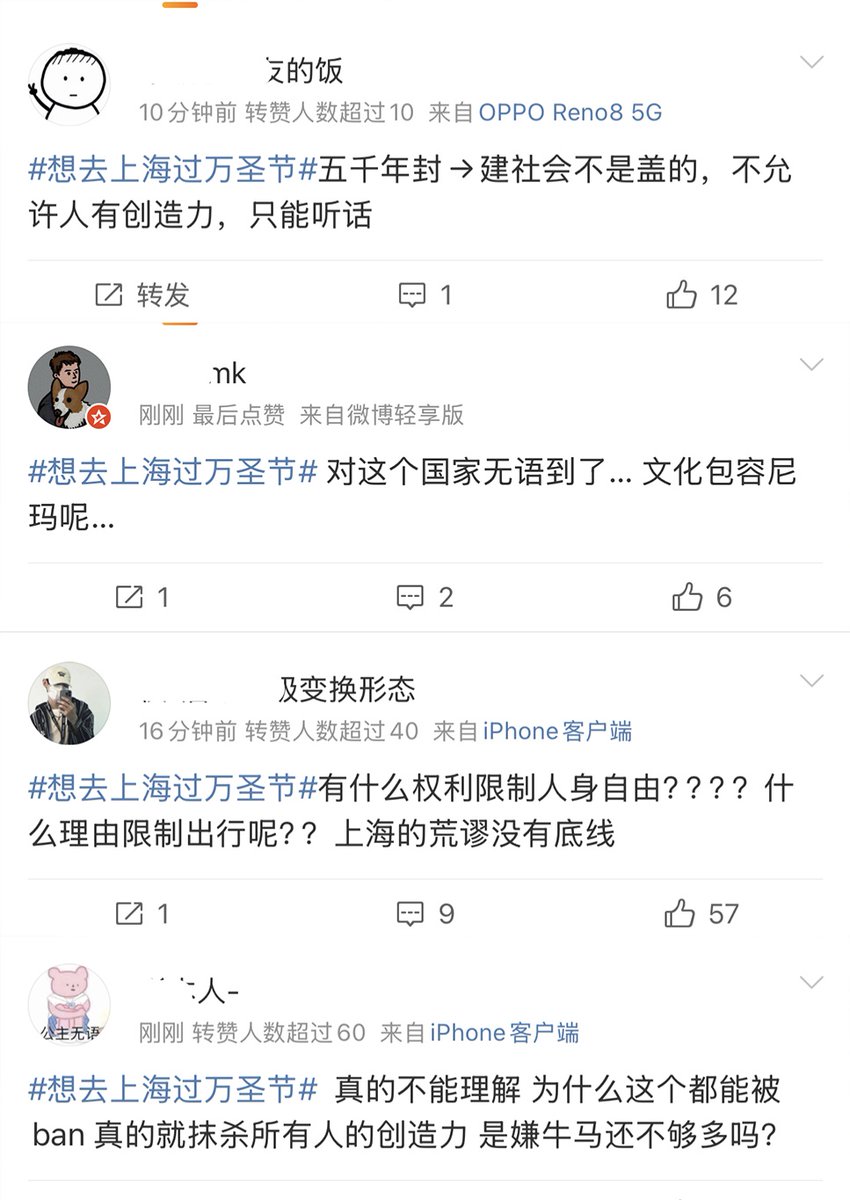 的饭
10分钟前 转赞人数超过10 来自OPPO Reno8 5G
#想去上海过万圣节#五千年封→建社会不是盖的，不允
许人有创造力，只能听话
转发 1 12
mk
刚刚 最后点赞 来自微博轻享版
#想去上海过万圣节# 对这个国家无语到了... 文化包容尼
玛呢...
1 2 6
及变换形态
16分钟前 转赞人数超过40 来自iPhone客户端
#想去上海过万圣节#有什么权利限制人身自由？？？？什
么理由限制出行呢？？上海的荒谬没有底线
1 9 57
人-
公主无语
刚刚 转赞人数超过60 来自iPhone客户端
#想去上海过万圣节# 真的不能理解 为什么这个都能被
ban 真的就抹杀所有人的创造力 是嫌牛马还不够多吗？